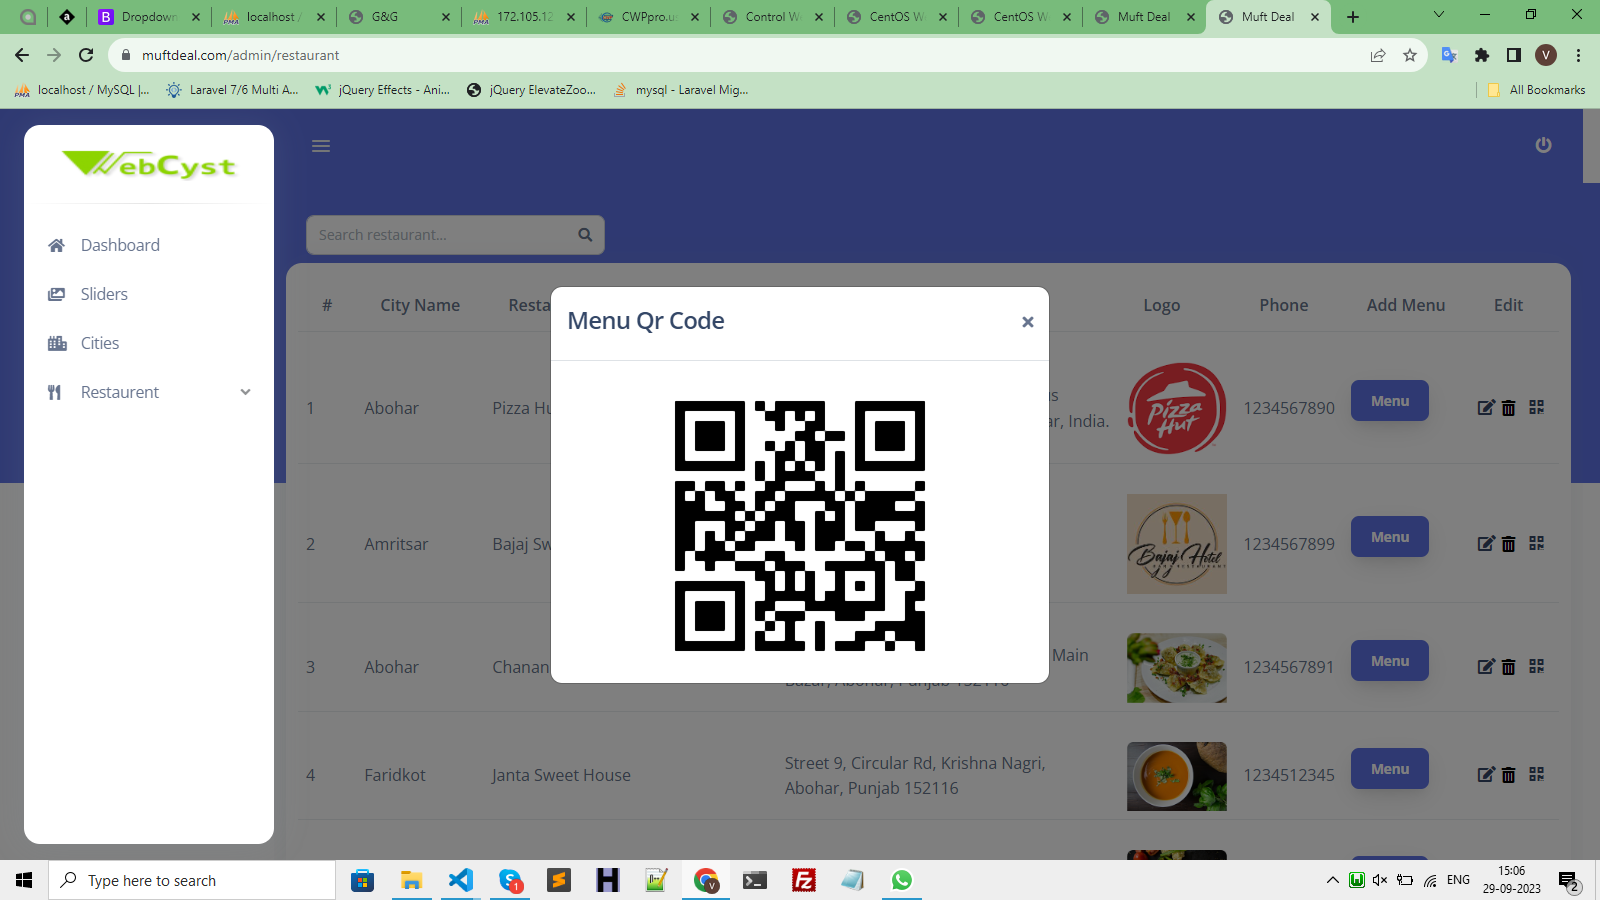 Dropdown
localhost /
G&G
172.105.12
CWPpro.u
Control W
CentOS W
CentOS W
Muft Deal
Muft Deal
muftdeal.com/admin/restaurant
V
PMA localhost / MySQL |...
Laravel 7/6 Multi A...
jQuery Effects - Ani...
jQuery ElevateZoo...
mysql - Laravel Mig...
All Bookmarks
WebCyst
Dashboard
Sliders
Cities
Restaurent
Search restaurant...
# City Name Resta Logo Phone Add Menu Edit
Menu Qr Code
×
1 Abohar Pizza Hu ar, India. Pizza Hut 1234567890 Menu
2 Amritsar Bajaj Sw Bajaj Hotel 1234567899 Menu
3 Abohar Chanan Main 1234567891 Menu
Bazar, Abohar, Punjab 152116
4 Faridkot Janta Sweet House Street 9, Circular Rd, Krishna Nagri, 1234512345 Menu
Abohar, Punjab 152116
Type here to search
1
V
ENG
15:06
29-09-2023
2